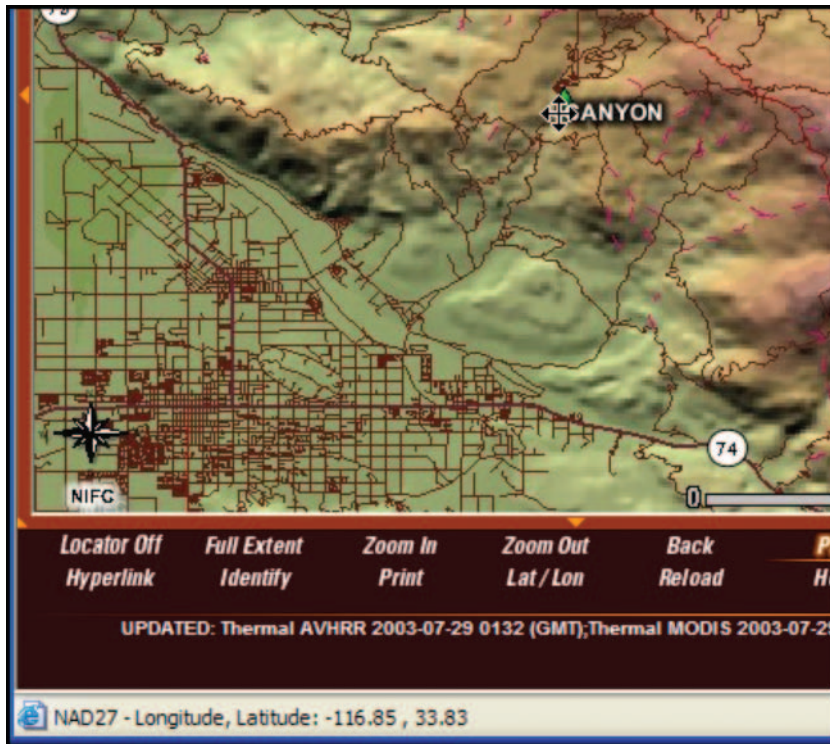 CANYON
74
NIFC
0
Locator Off Full Extent Zoom In Zoom Out Back
Hyperlink Identify Print Lat / Lon Reload
UPDATED: Thermal AVHRR 2003-07-29 0132 (GMT);Thermal MODIS 2003-07-29
NAD27 - Longitude, Latitude: -116.85 , 33.83